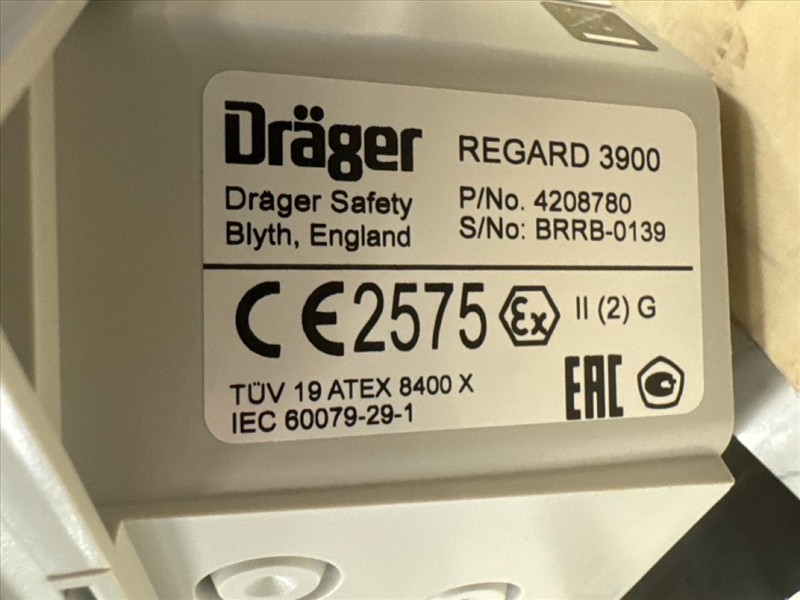 Dräger
REGARD 3900
Dräger Safety
Blyth, England
P/No. 4208780
S/No: BRRB-0139
CE2575 Ex II (2) G
TÜV 19 ATEX 8400 X
IEC 60079-29-1
EAC